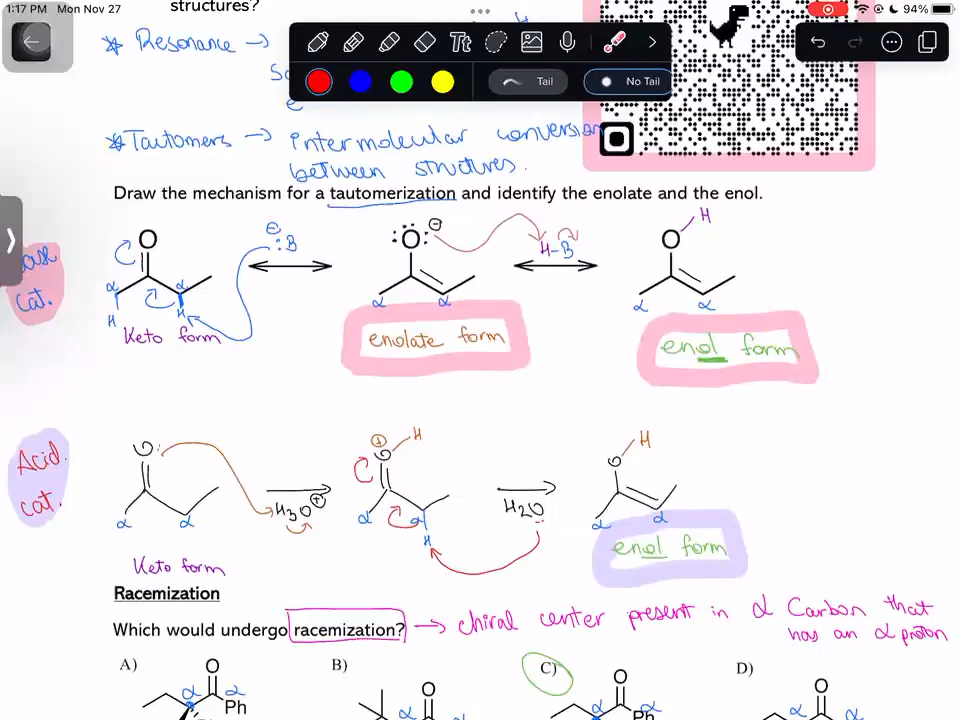 1:17 PM Mon Nov 27
94%
structures?
* Resonance →
Tt
Tail
No Tail
e
* Tautomers → intermolecular conversion
between structures.
Draw the mechanism for a tautomerization and identify the enolate and the enol.
H
O ⊖ :B :O: ⊖ H-B O
cat.
α α α α α α
H H
Keto form
enolate form
enol form
Acid
cat.
O: ⊕ H H
O O
H3O⊕ H2O
α α α α α α
H
Keto form
enol form
Racemization
Which would undergo racemization? → chiral center present in α Carbon that
has an α proton
A) B) C) D)
O O O O
α α Ph α α α α Ph α α